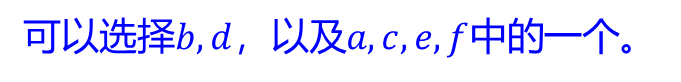 可以选择b, d，以及a, c, e, f中的一个。